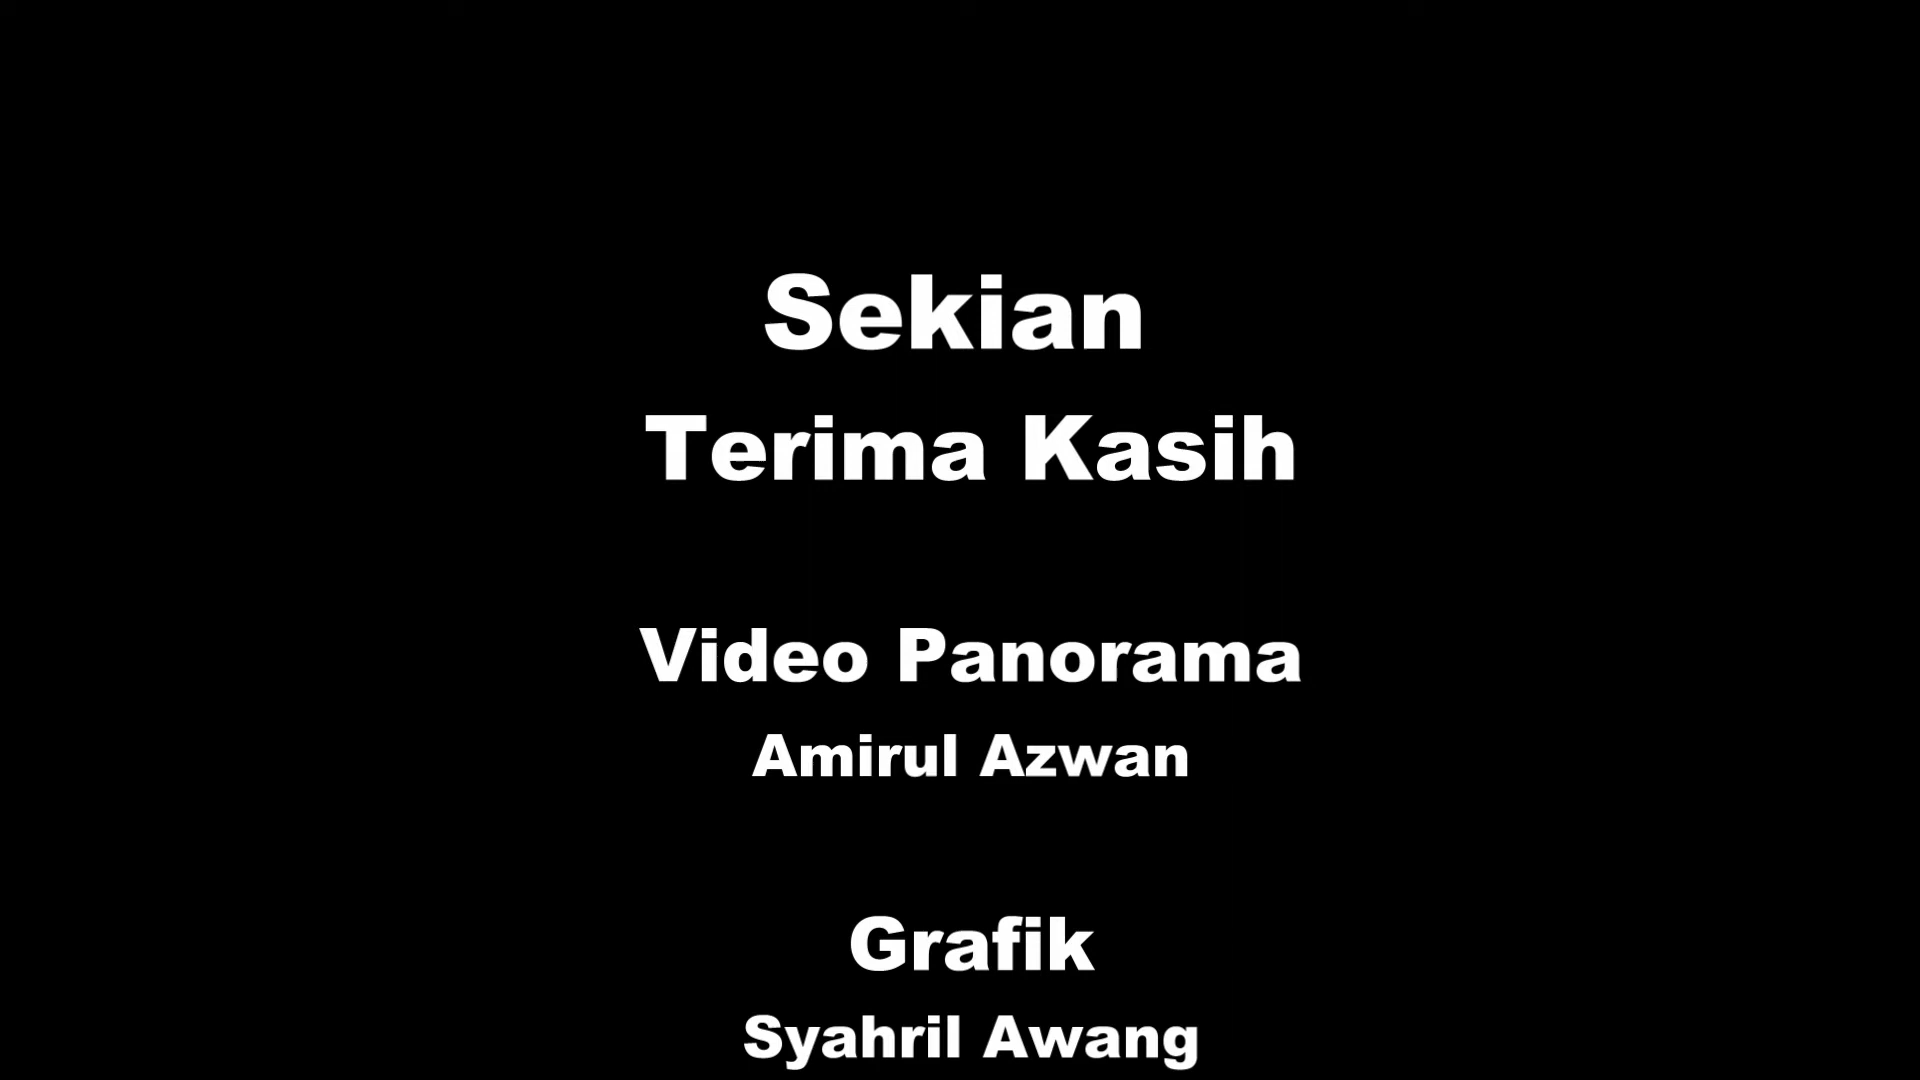 Sekian
Terima Kasih
Video Panorama
Amirul Azwan
Grafik
Syahril Awang